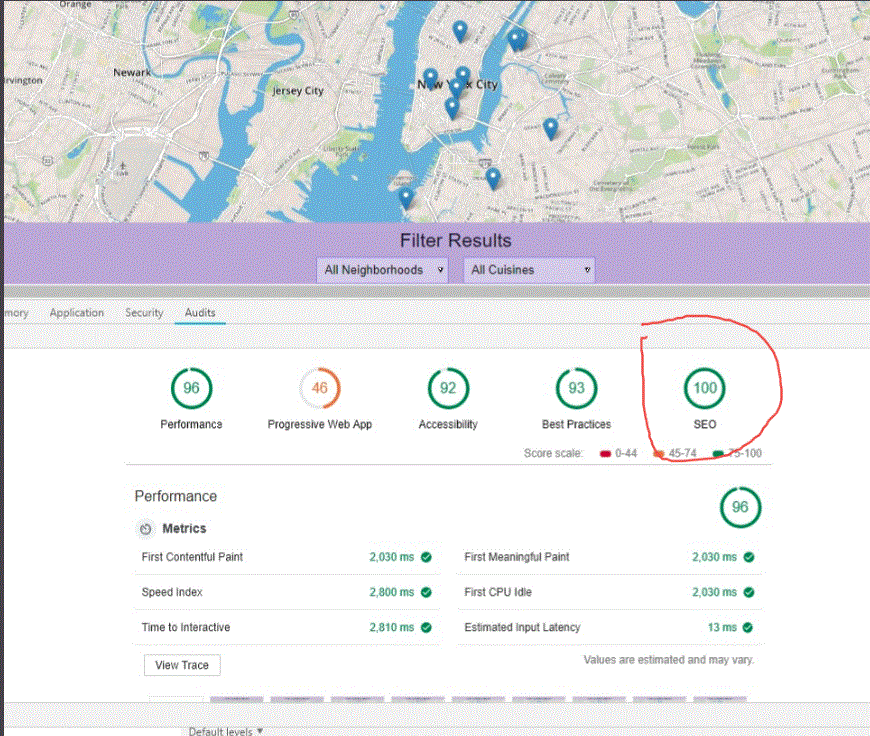 Orange
Irvington
Newark
Jersey City
New York City
Liberty State Park
Filter Results
All Neighborhoods All Cuisines
mory Application Security Audits
96 46 92 93 100
Performance Progressive Web App Accessibility Best Practices SEO
Score scale: 0-44 45-74 75-100
Performance
96
Metrics
First Contentful Paint 2,030 ms First Meaningful Paint 2,030 ms
Speed Index 2,800 ms First CPU Idle 2,030 ms
Time to Interactive 2,810 ms Estimated Input Latency 13 ms
View Trace Values are estimated and may vary.
Default levels